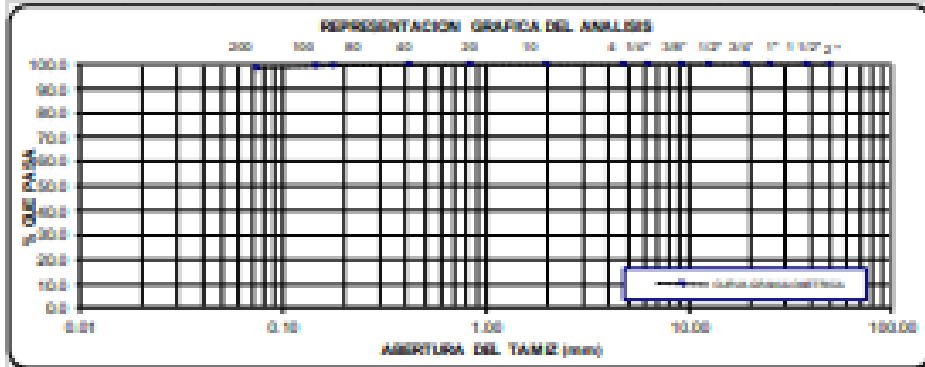 REPRESENTACION GRAFICA DEL ANALISIS
200 100 80 40 20 10 4 1/4" 3/8" 1/2" 3/4" 1" 1 1/2" 2"
100.0
90.0
80.0
70.0
60.0
50.0
40.0
30.0
20.0
10.0
0.0
% QUE PASA
CURVA GRANULOMETRICA
0.01 0.10 1.00 10.00 100.00
ABERTURA DEL TAMIZ (mm)